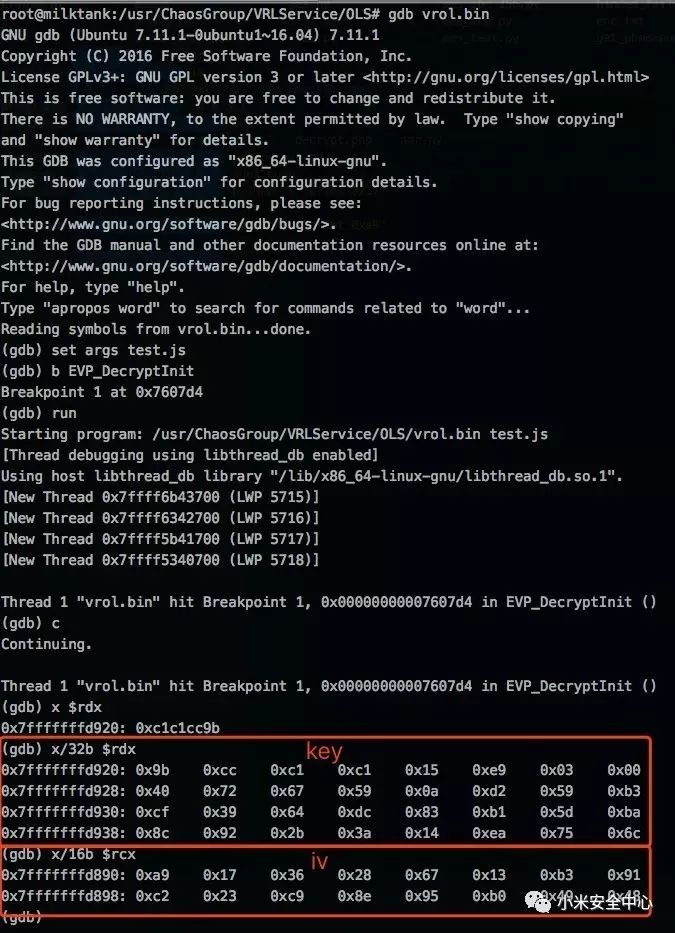 root@milktank:/usr/ChaosGroup/VRLService/OLS# gdb vrol.bin
GNU gdb (Ubuntu 7.11.1-0ubuntu1~16.04) 7.11.1
Copyright (C) 2016 Free Software Foundation, Inc.
License GPLv3+: GNU GPL version 3 or later <http://gnu.org/licenses/gpl.html>
This is free software: you are free to change and redistribute it.
There is NO WARRANTY, to the extent permitted by law.  Type "show copying"
and "show warranty" for details.
This GDB was configured as "x86_64-linux-gnu".
Type "show configuration" for configuration details.
For bug reporting instructions, please see:
<http://www.gnu.org/software/gdb/bugs/>.
Find the GDB manual and other documentation resources online at:
<http://www.gnu.org/software/gdb/documentation/>.
For help, type "help".
Type "apropos word" to search for commands related to "word"...
Reading symbols from vrol.bin...done.
(gdb) set args test.js
(gdb) b EVP_DecryptInit
Breakpoint 1 at 0x7607d4
(gdb) run
Starting program: /usr/ChaosGroup/VRLService/OLS/vrol.bin test.js
[Thread debugging using libthread_db enabled]
Using host libthread_db library "/lib/x86_64-linux-gnu/libthread_db.so.1".
[New Thread 0x7ffff6b43700 (LWP 5715)]
[New Thread 0x7ffff6342700 (LWP 5716)]
[New Thread 0x7ffff5b41700 (LWP 5717)]
[New Thread 0x7ffff5340700 (LWP 5718)]
Thread 1 "vrol.bin" hit Breakpoint 1, 0x00000000007607d4 in EVP_DecryptInit ()
(gdb) c
Continuing.
Thread 1 "vrol.bin" hit Breakpoint 1, 0x00000000007607d4 in EVP_DecryptInit ()
(gdb) x $rdx
0x7fffffffd920: 0xc1c1cc9b
(gdb) x/32b $rdx
key
0x7fffffffd920: 0x9b 0xcc 0xc1 0xc1 0x15 0xe9 0x03 0x00
0x7fffffffd928: 0x40 0x72 0x67 0x59 0x0a 0xd2 0x59 0xb3
0x7fffffffd930: 0xcf 0x39 0x64 0xdc 0x83 0xb1 0x5d 0xba
0x7fffffffd938: 0x8c 0x92 0x2b 0x3a 0x14 0xea 0x75 0x6c
(gdb) x/16b $rcx
iv
0x7fffffffd890: 0xa9 0x17 0x36 0x28 0x67 0x13 0xb3 0x91
0x7fffffffd898: 0xc2 0x23 0xc9 0x8e 0x95 0xb0
小米安全中心
(gdb)